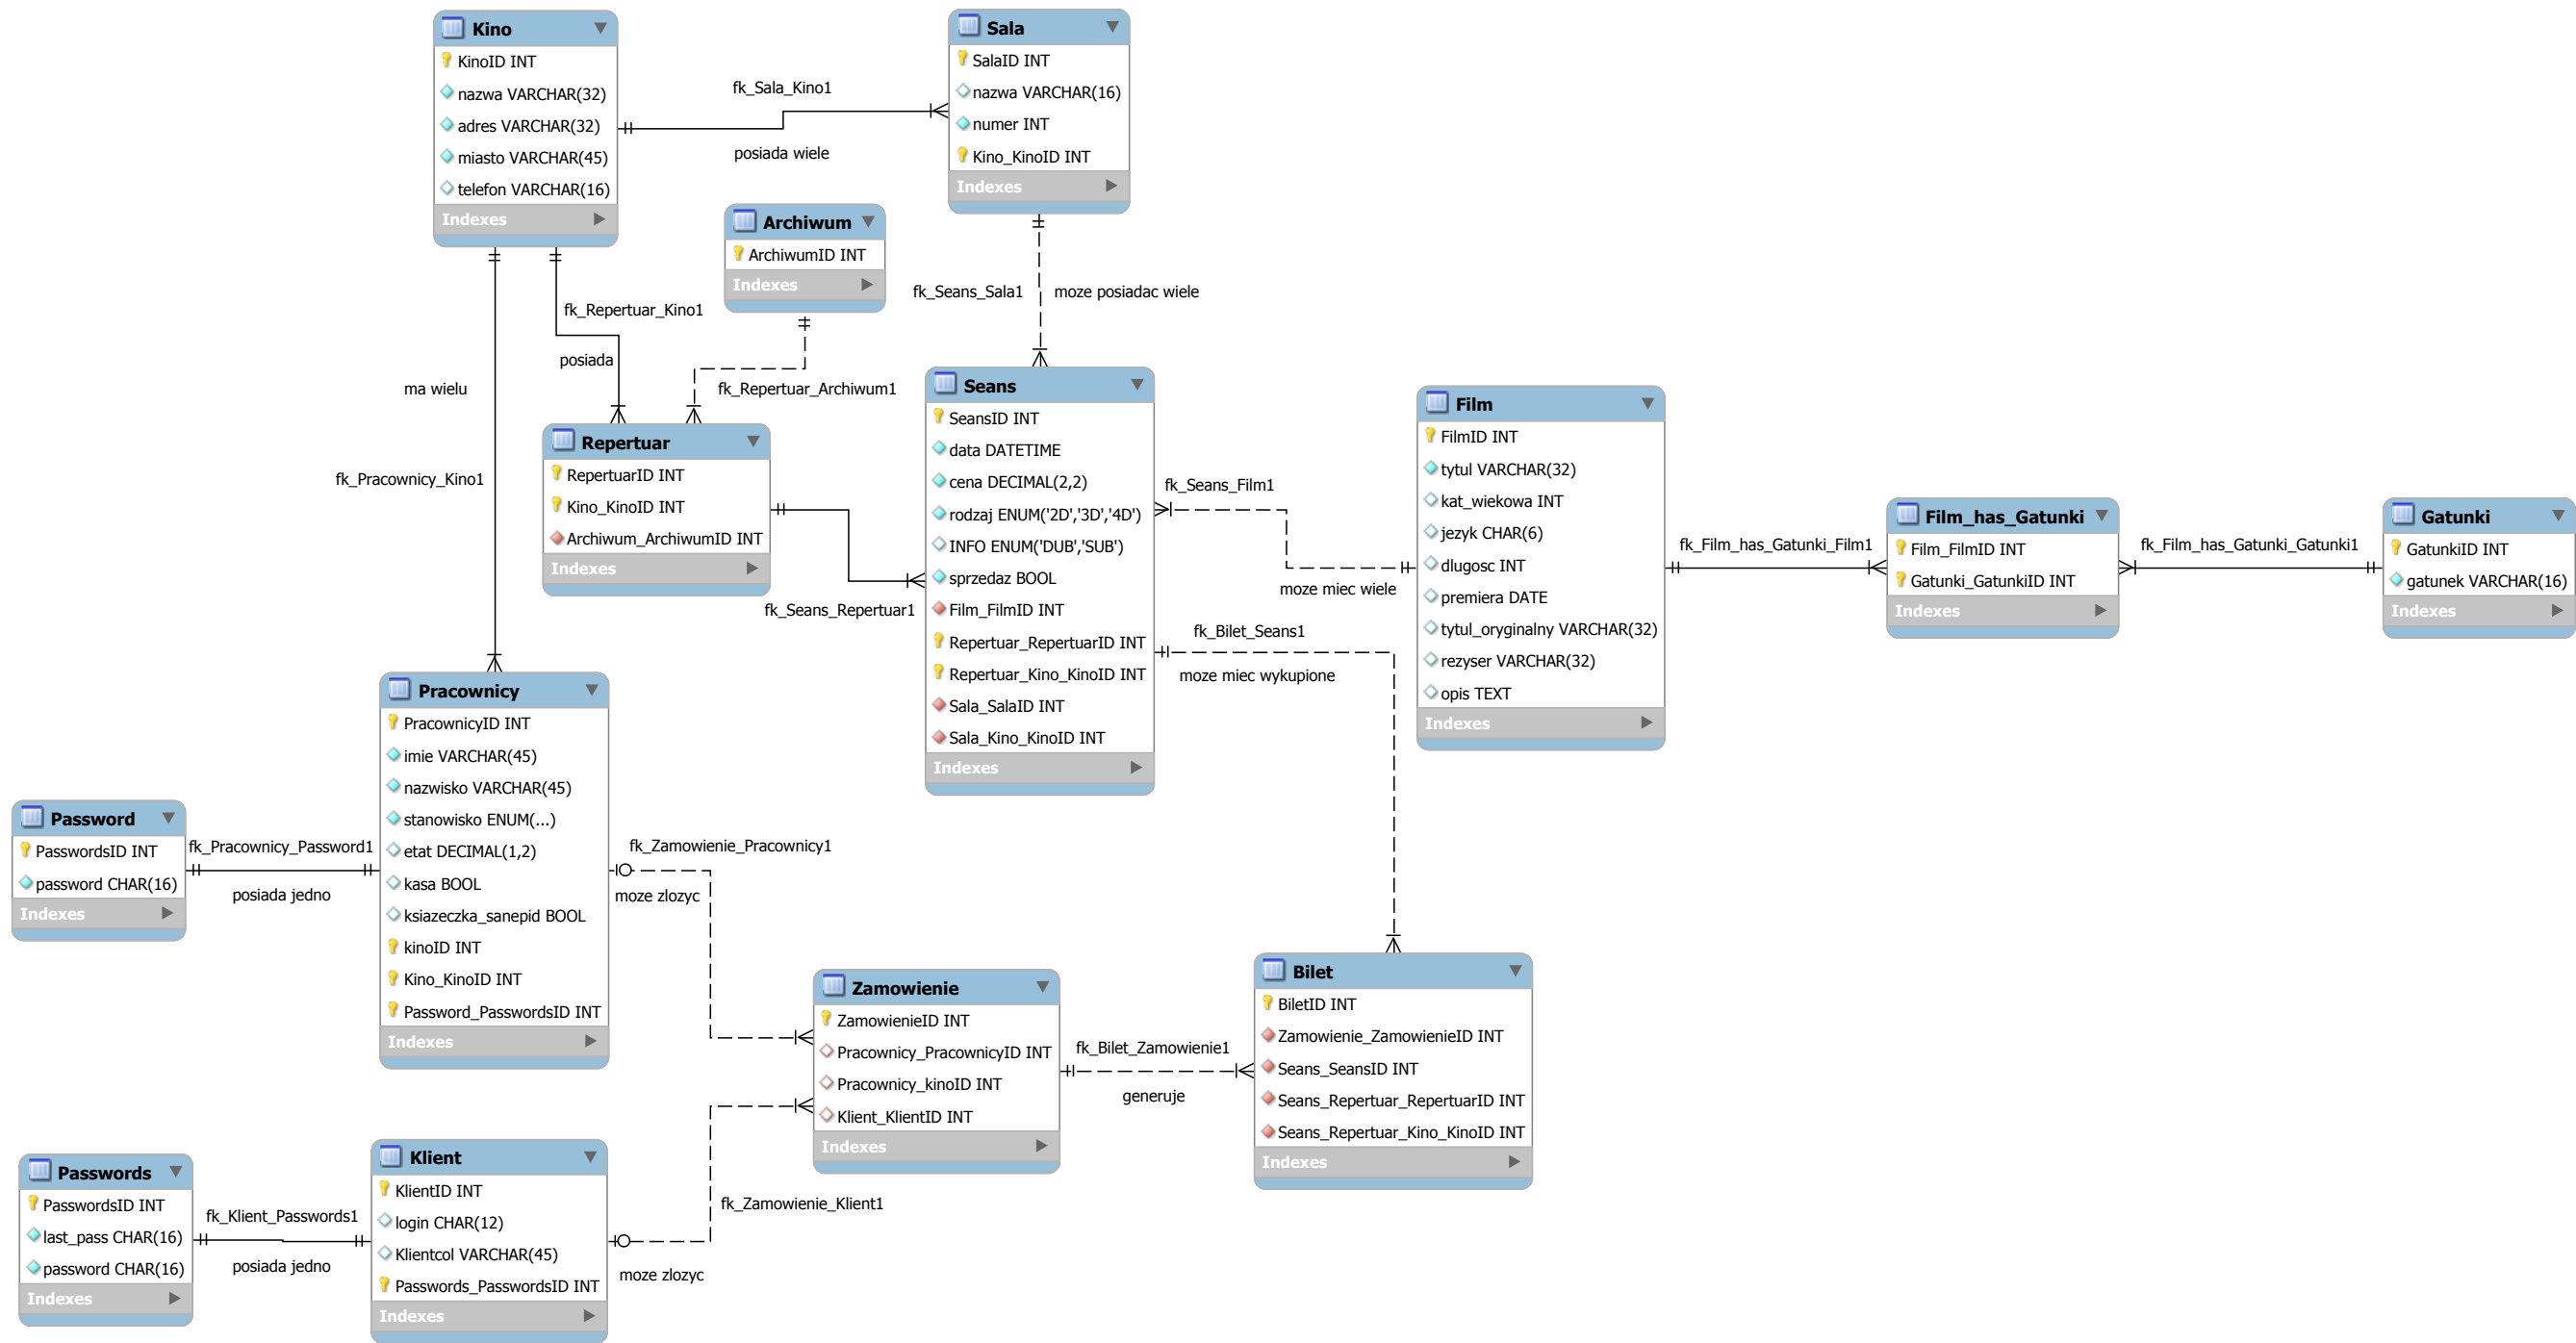 Kino
KinoID INT
nazwa VARCHAR(32)
adres VARCHAR(32)
miasto VARCHAR(45)
telefon VARCHAR(16)
Indexes
fk_Sala_Kino1
posiada wiele
Sala
SalaID INT
nazwa VARCHAR(16)
numer INT
Kino_KinoID INT
Indexes
Archiwum
ArchiwumID INT
Indexes
fk_Repertuar_Kino1
posiada
fk_Repertuar_Archiwum1
fk_Seans_Sala1
moze posiadac wiele
ma wielu
fk_Pracownicy_Kino1
Repertuar
RepertuarID INT
Kino_KinoID INT
Archiwum_ArchiwumID INT
Indexes
fk_Seans_Repertuar1
Seans
SeansID INT
data DATETIME
cena DECIMAL(2,2)
rodzaj ENUM('2D','3D','4D')
INFO ENUM('DUB','SUB')
sprzedaz BOOL
Film_FilmID INT
Repertuar_RepertuarID INT
Repertuar_Kino_KinoID INT
Sala_SalaID INT
Sala_Kino_KinoID INT
Indexes
fk_Seans_Film1
moze miec wiele
fk_Bilet_Seans1
moze miec wykupione
Film
FilmID INT
tytul VARCHAR(32)
kat_wiekowa INT
jezyk CHAR(6)
dlugosc INT
premiera DATE
tytul_oryginalny VARCHAR(32)
rezyser VARCHAR(32)
opis TEXT
Indexes
fk_Film_has_Gatunki_Film1
Film_has_Gatunki
Film_FilmID INT
Gatunki_GatunkiID INT
Indexes
fk_Film_has_Gatunki_Gatunki1
Gatunki
GatunkiID INT
gatunek VARCHAR(16)
Indexes
Pracownicy
PracownicyID INT
imie VARCHAR(45)
nazwisko VARCHAR(45)
stanowisko ENUM(...)
etat DECIMAL(1,2)
kasa BOOL
ksiazeczka_sanepid BOOL
kinoID INT
Kino_KinoID INT
Password_PasswordsID INT
Indexes
Password
PasswordsID INT
password CHAR(16)
Indexes
fk_Pracownicy_Password1
posiada jedno
fk_Zamowienie_Pracownicy1
moze zlozyc
Zamowienie
ZamowienieID INT
Pracownicy_PracownicyID INT
Pracownicy_kinoID INT
Klient_KlientID INT
Indexes
fk_Bilet_Zamowienie1
generuje
Bilet
BiletID INT
Zamowienie_ZamowienieID INT
Seans_SeansID INT
Seans_Repertuar_RepertuarID INT
Seans_Repertuar_Kino_KinoID INT
Indexes
Passwords
PasswordsID INT
last_pass CHAR(16)
password CHAR(16)
Indexes
fk_Klient_Passwords1
posiada jedno
Klient
KlientID INT
login CHAR(12)
Klientcol VARCHAR(45)
Passwords_PasswordsID INT
Indexes
fk_Zamowienie_Klient1
moze zlozyc